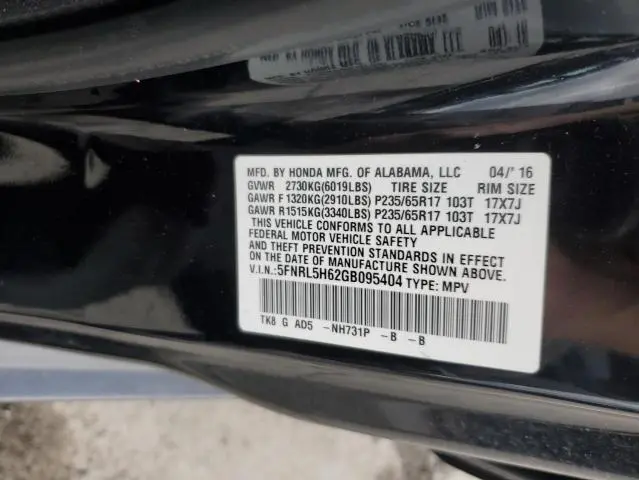 MFD. BY HONDA MFG. OF ALABAMA, LLC 04/'16
GVWR 2730KG(6019LBS) TIRE SIZE RIM SIZE
GAWR F 1320KG(2910LBS) P235/65R17 103T 17X7J
GAWR R1515KG(3340LBS) P235/65R17 103T 17X7J
THIS VEHICLE CONFORMS TO ALL APPLICABLE
FEDERAL MOTOR VEHICLE SAFETY
AND THEFT PREVENTION STANDARDS IN EFFECT
ON THE DATE OF MANUFACTURE SHOWN ABOVE.
V.I.N.:5FNRL5H62GB095404 TYPE: MPV
TK8 G AD5 -NH731P -B -B